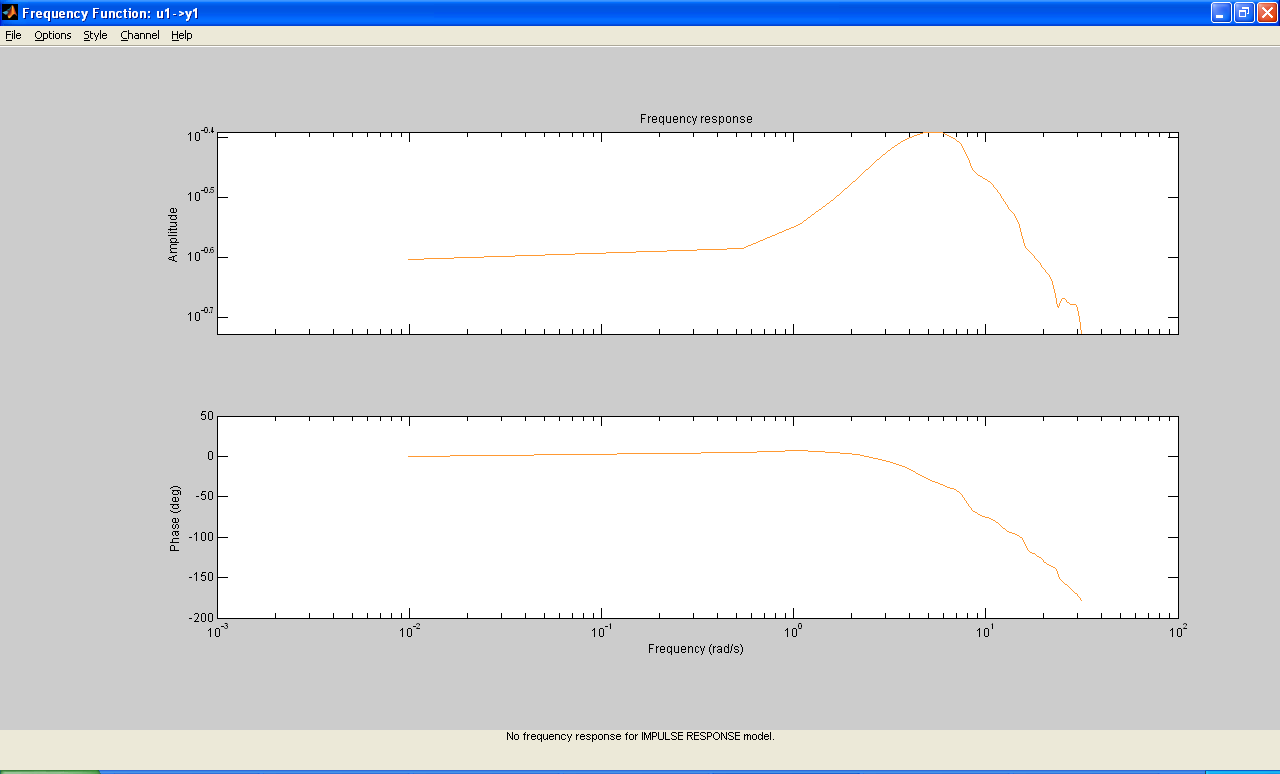 Frequency Function: u1->y1
File Options Style Channel Help
Frequency response
Amplitude
10^-0.4
10^-0.5
10^-0.6
10^-0.7
Phase (deg)
50
0
-50
-100
-150
-200
10^-3 10^-2 10^-1 10^0 10^1 10^2
Frequency (rad/s)
No frequency response for IMPULSE RESPONSE model.